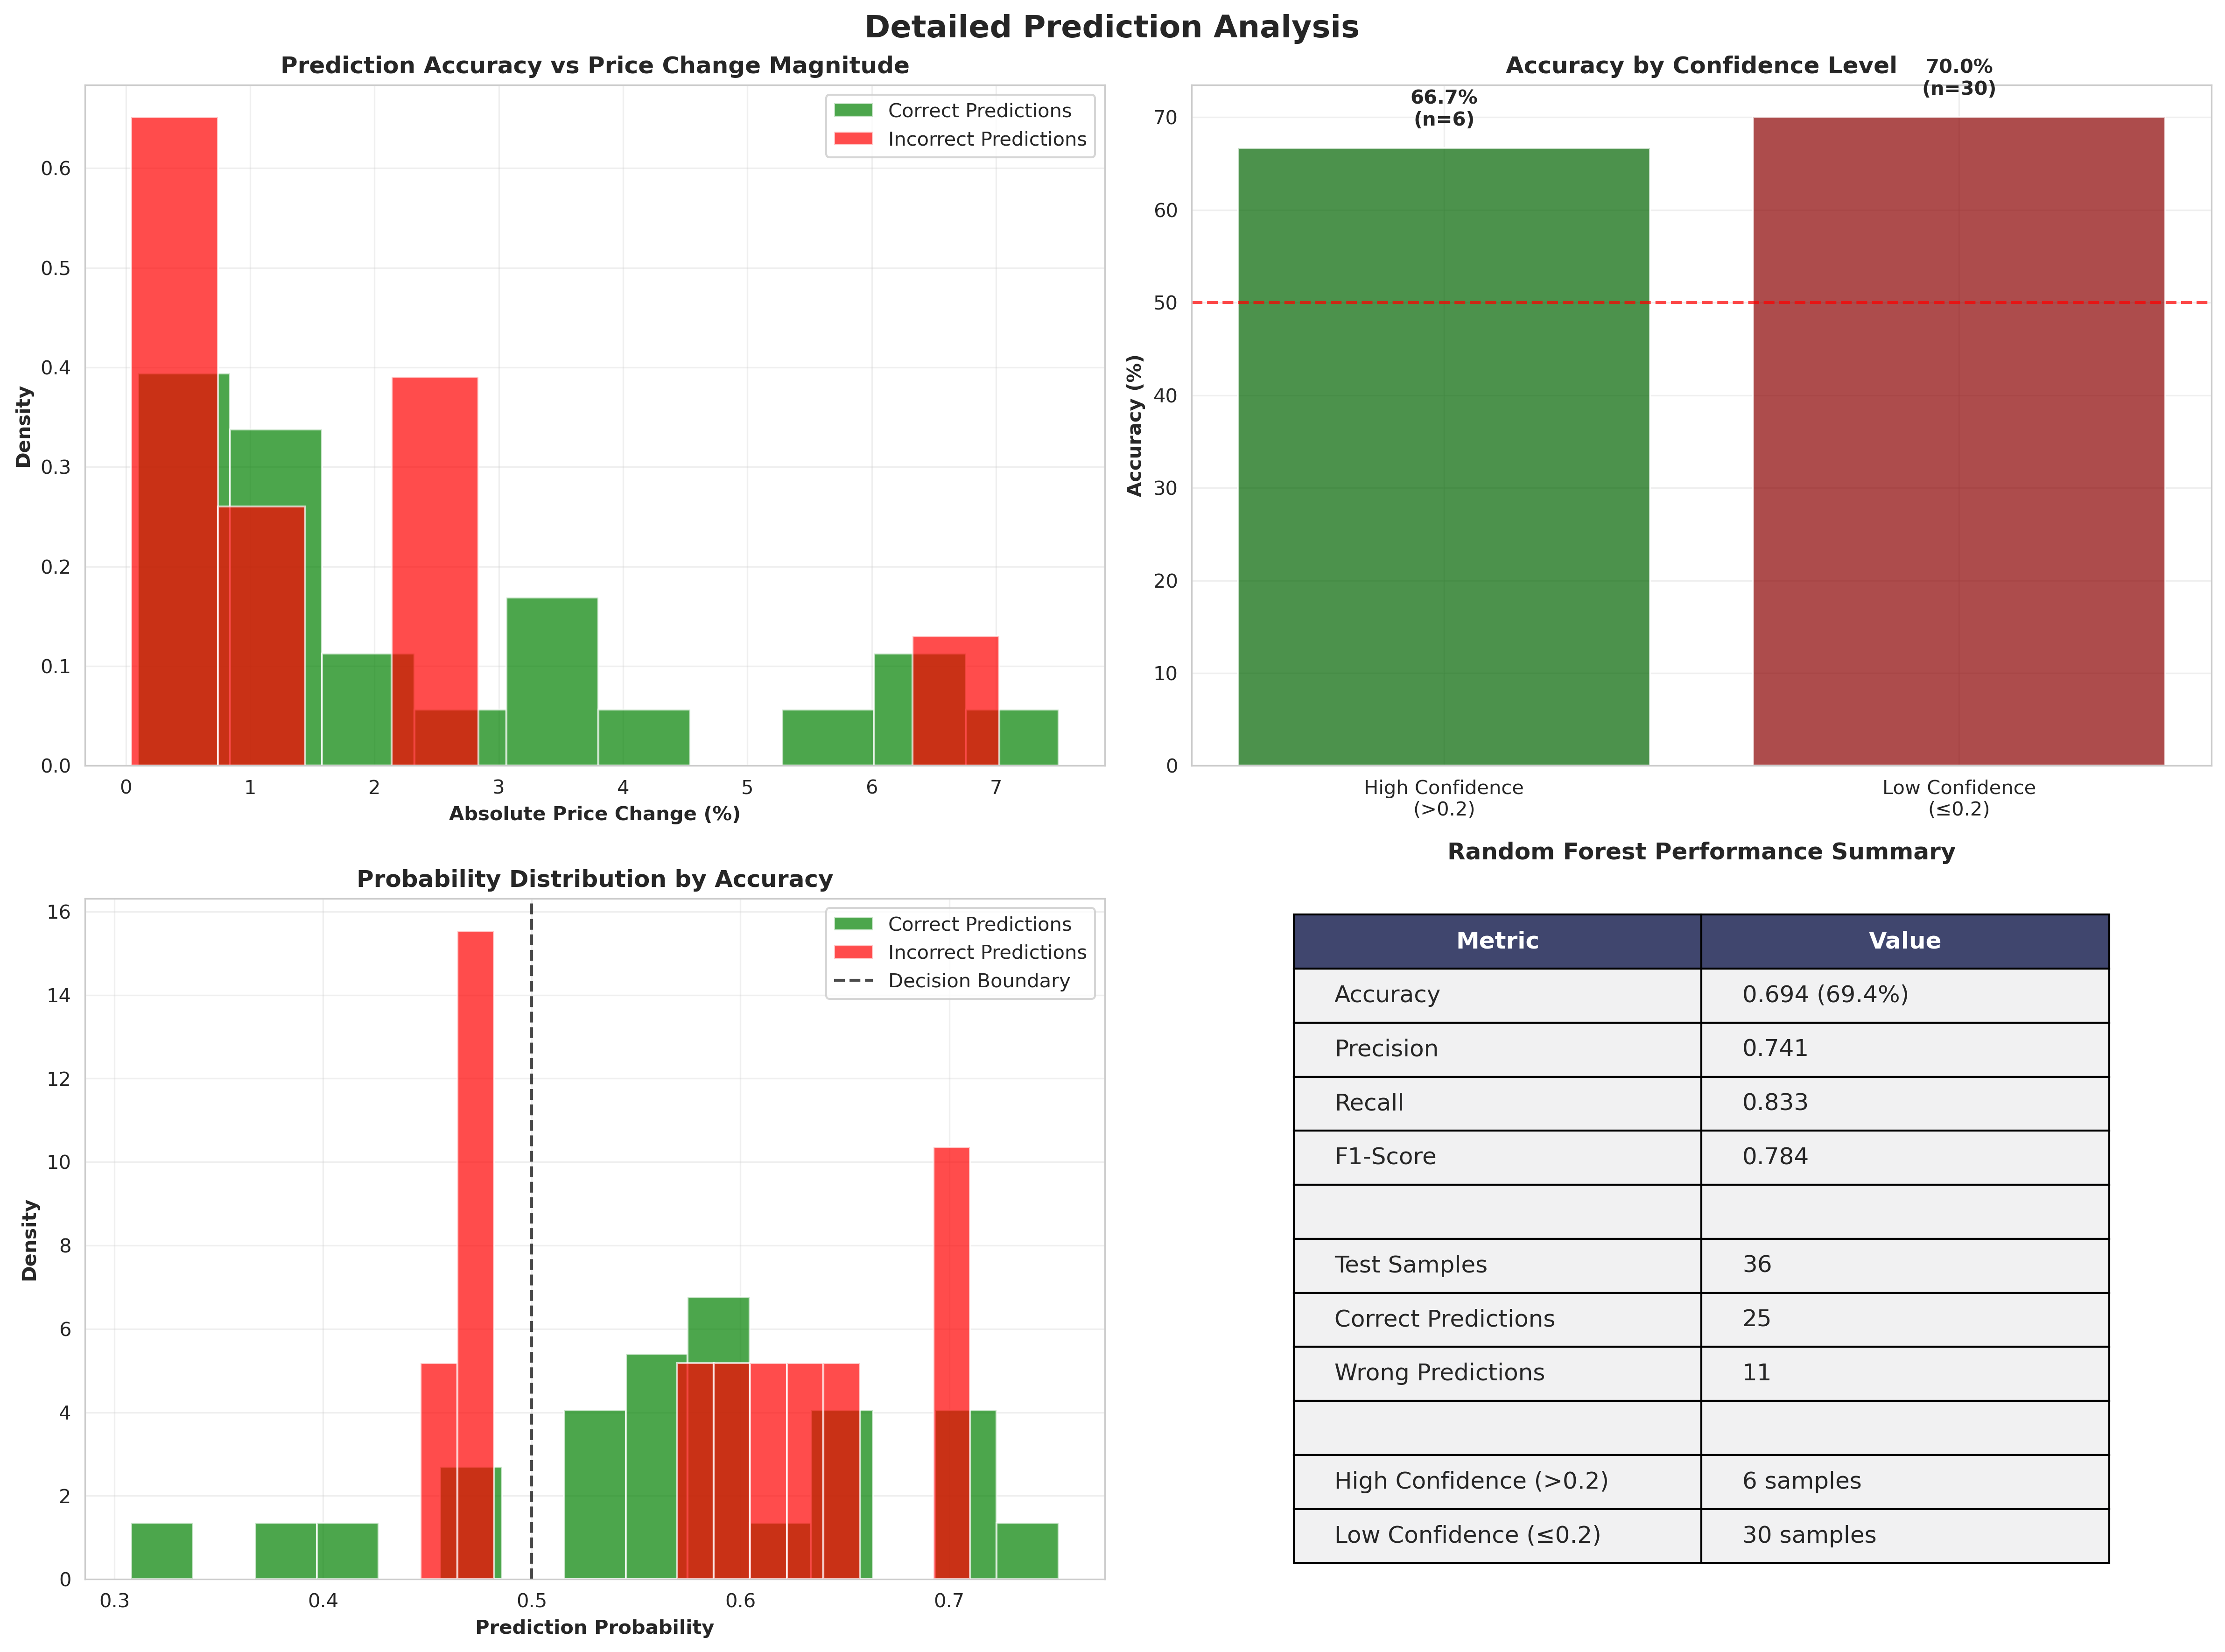 Detailed Prediction Analysis
Prediction Accuracy vs Price Change Magnitude
Correct Predictions
Incorrect Predictions
0.6
0.5
0.4
0.3
0.2
0.1
0.0
Density
0 1 2 3 4 5 6 7
Absolute Price Change (%)
Accuracy by Confidence Level
66.7%
(n=6)
70.0%
(n=30)
70
60
50
40
30
20
10
0
Accuracy (%)
High Confidence
(>0.2)
Low Confidence
(≤0.2)
Probability Distribution by Accuracy
Correct Predictions
Incorrect Predictions
Decision Boundary
16
14
12
10
8
6
4
2
0
Density
0.3 0.4 0.5 0.6 0.7
Prediction Probability
Random Forest Performance Summary
Metric Value
Accuracy 0.694 (69.4%)
Precision 0.741
Recall 0.833
F1-Score 0.784
Test Samples 36
Correct Predictions 25
Wrong Predictions 11
High Confidence (>0.2) 6 samples
Low Confidence (≤0.2) 30 samples